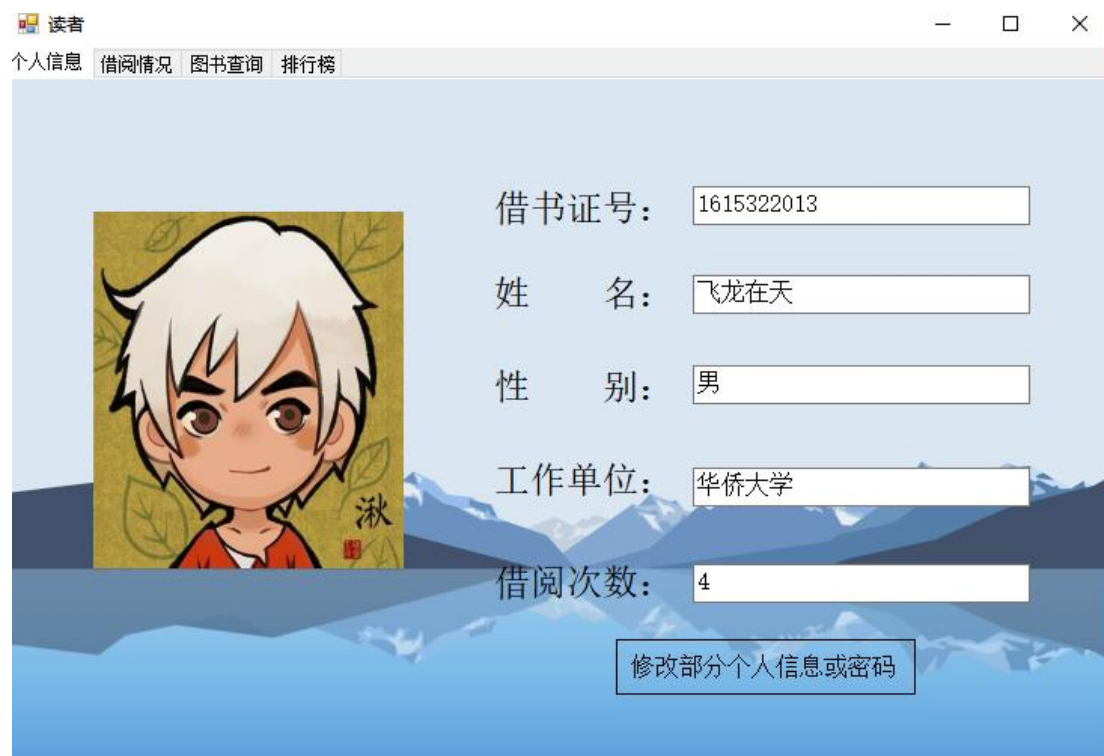 读者
个人信息 借阅情况 图书查询 排行榜
借书证号： 1615322013
姓 名： 飞龙在天
性 别： 男
工作单位： 华侨大学
湫
借阅次数： 4
修改部分个人信息或密码